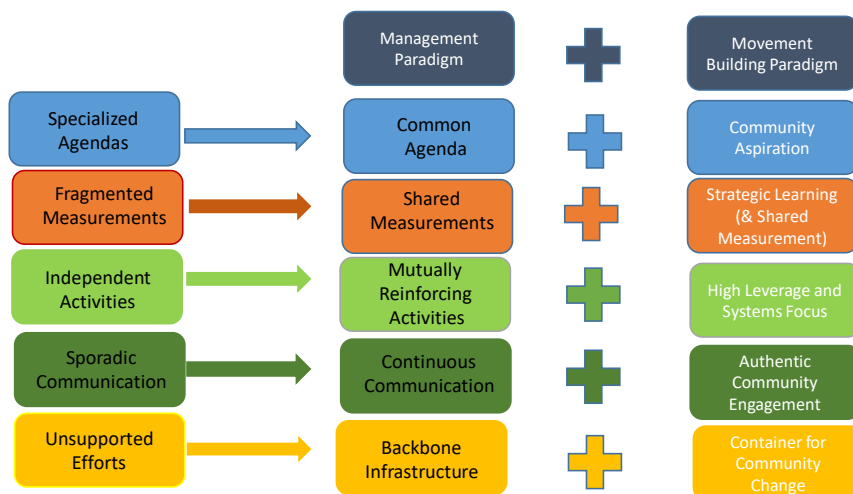 Management
Paradigm
Movement
Building Paradigm
Specialized
Agendas
Common
Agenda
Community
Aspiration
Fragmented
Measurements
Shared
Measurements
Strategic Learning
(& Shared
Measurement)
Independent
Activities
Mutually
Reinforcing
Activities
High Leverage and
Systems Focus
Sporadic
Communication
Continuous
Communication
Authentic
Community
Engagement
Unsupported
Efforts
Backbone
Infrastructure
Container for
Community
Change